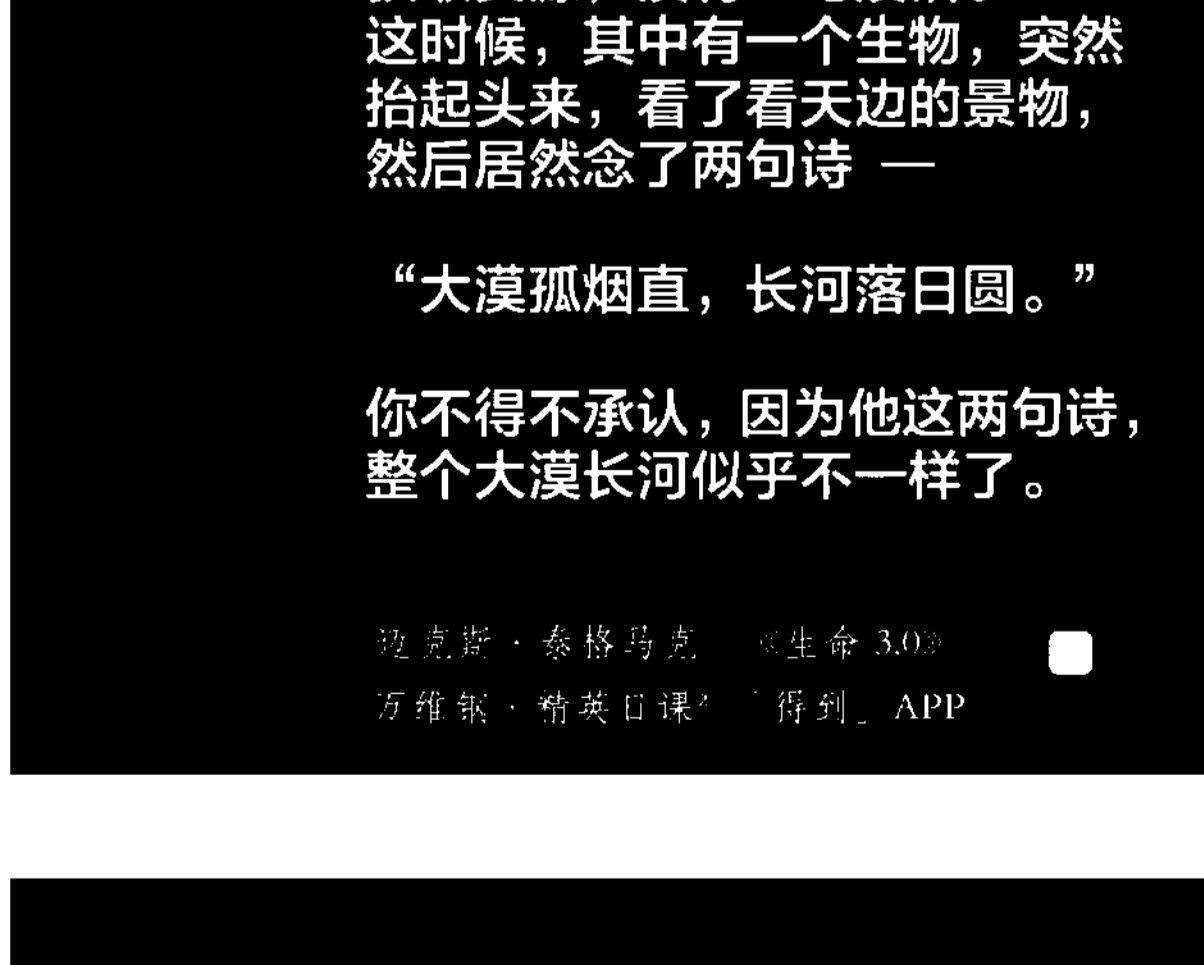 这时候，其中有一个生物，突然
抬起头来，看了看天边的景物，
然后居然念了两句诗 —
“大漠孤烟直，长河落日圆。”
你不得不承认，因为他这两句诗，
整个大漠长河似乎不一样了。
迈克斯·泰格马克 《生命 3.0》
万维钢·精英日课² 「得到」APP